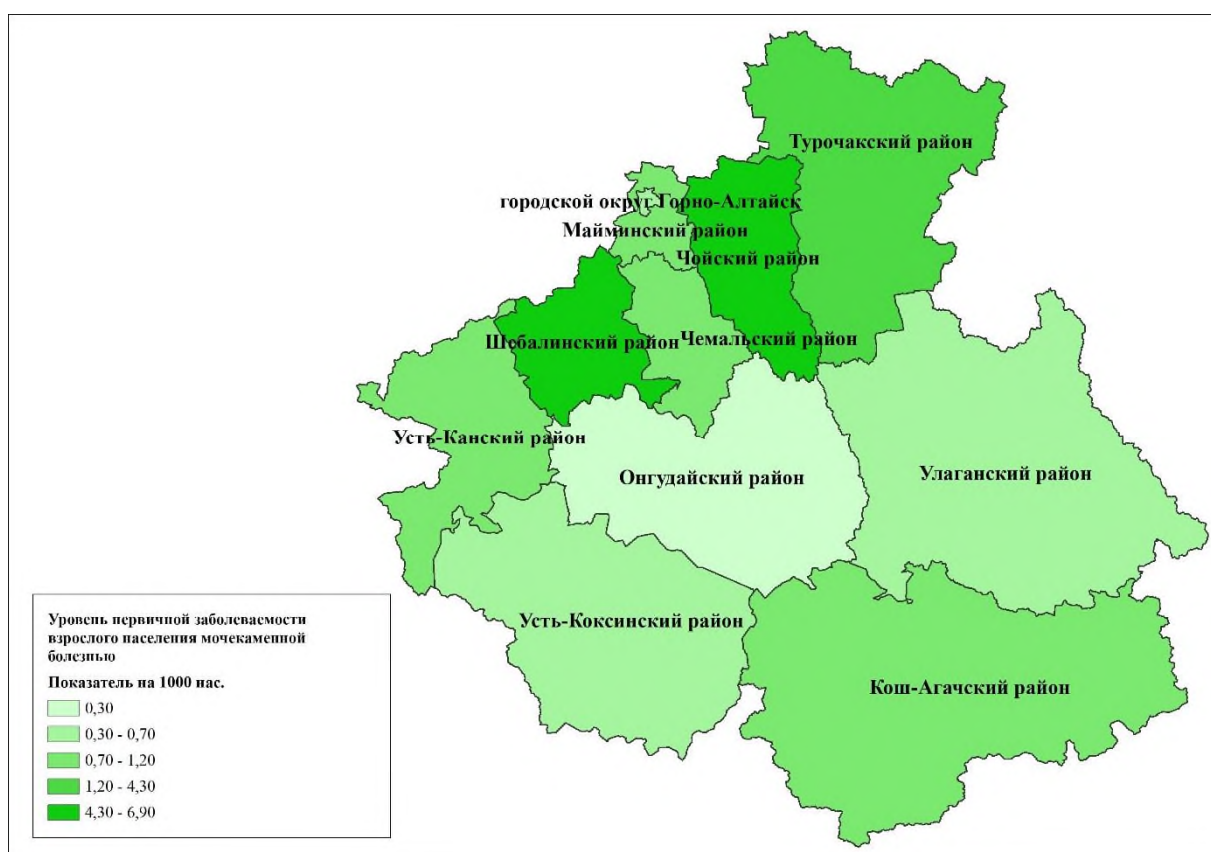 Турочакский район
городской округ Горно-Алтайск
Майминский район
Чойский район
Шебалинский район
Чемальский район
Усть-Канский район
Онгудайский район
Улаганский район
Усть-Коксинский район
Кош-Агачский район
Уровень первичной заболеваемости
взрослого населения мочекаменной
болезнью
Показатель на 1000 нас.
0,30
0,30 - 0,70
0,70 - 1,20
1,20 - 4,30
4,30 - 6,90